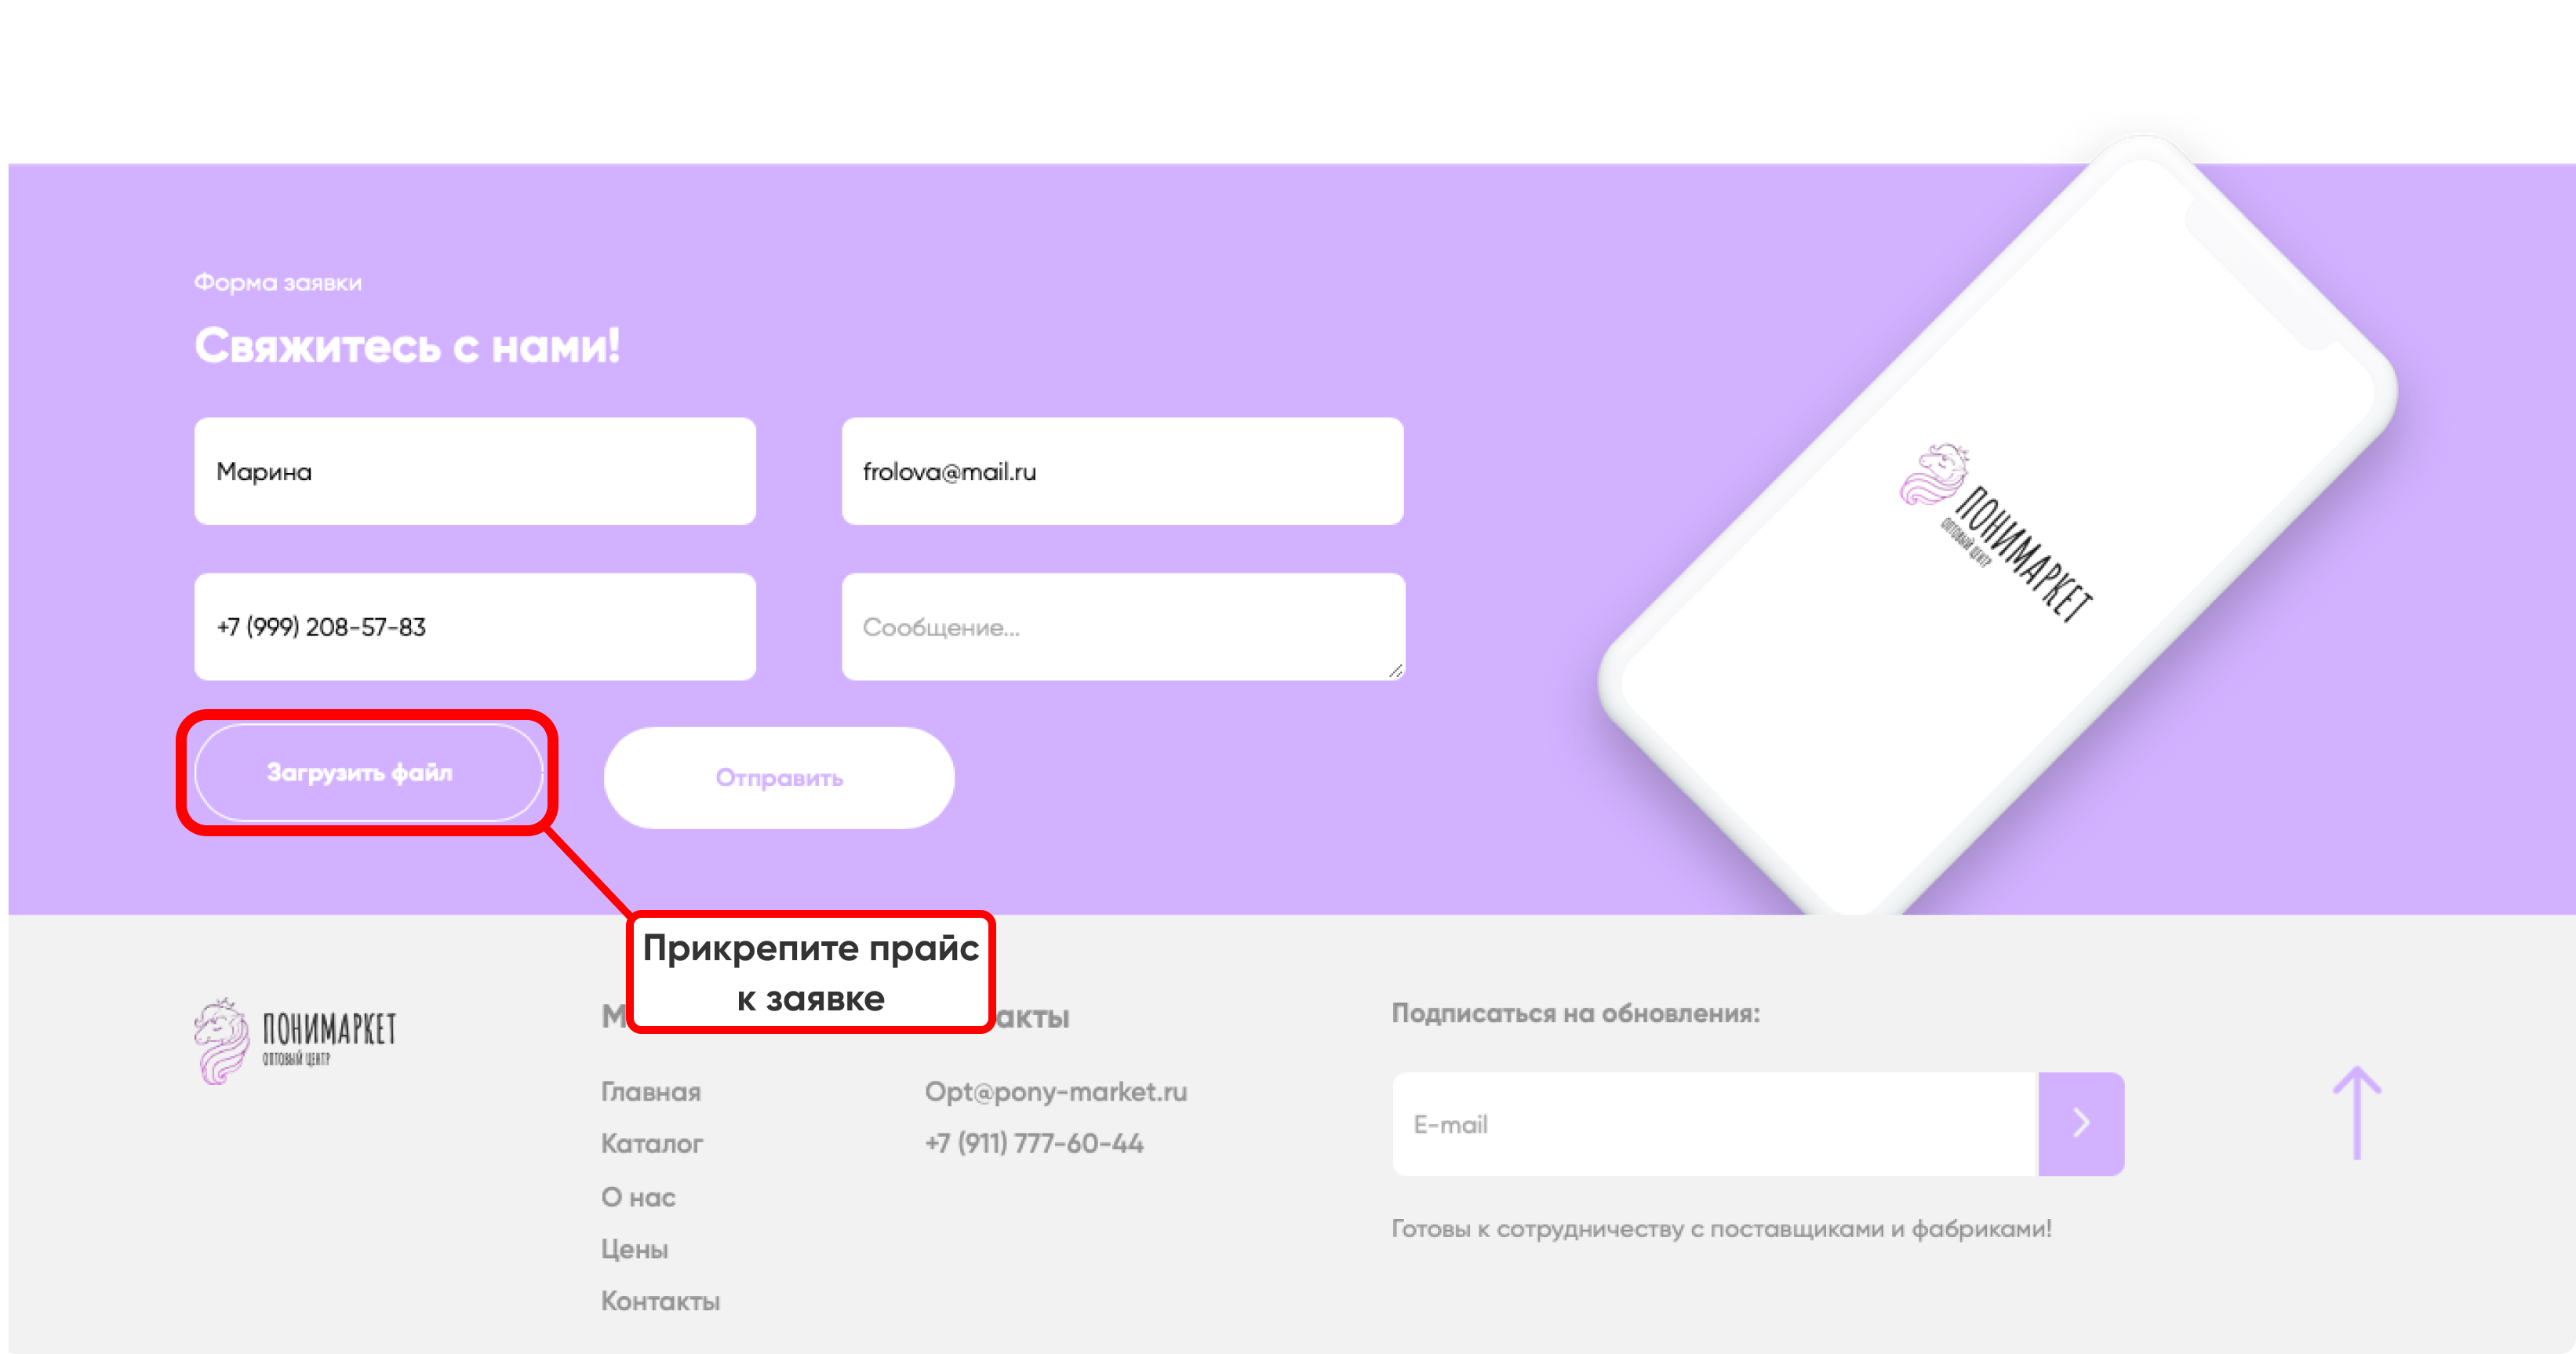 Форма заявки
Свяжитесь с нами!
Марина
frolova@mail.ru
+7 (999) 208-57-83
Сообщение...
Загрузить файл
Отправить
ПОНИМАРКЕТ
ОПТОВЫЙ ЦЕНТР
Прикрепите прайс
к заявке
ПОНИМАРКЕТ
ОПТОВЫЙ ЦЕНТР
М
Главная
Каталог
О нас
Цены
Контакты
акты
Opt@pony-market.ru
+7 (911) 777-60-44
Подписаться на обновления:
E-mail
Готовы к сотрудничеству с поставщиками и фабриками!